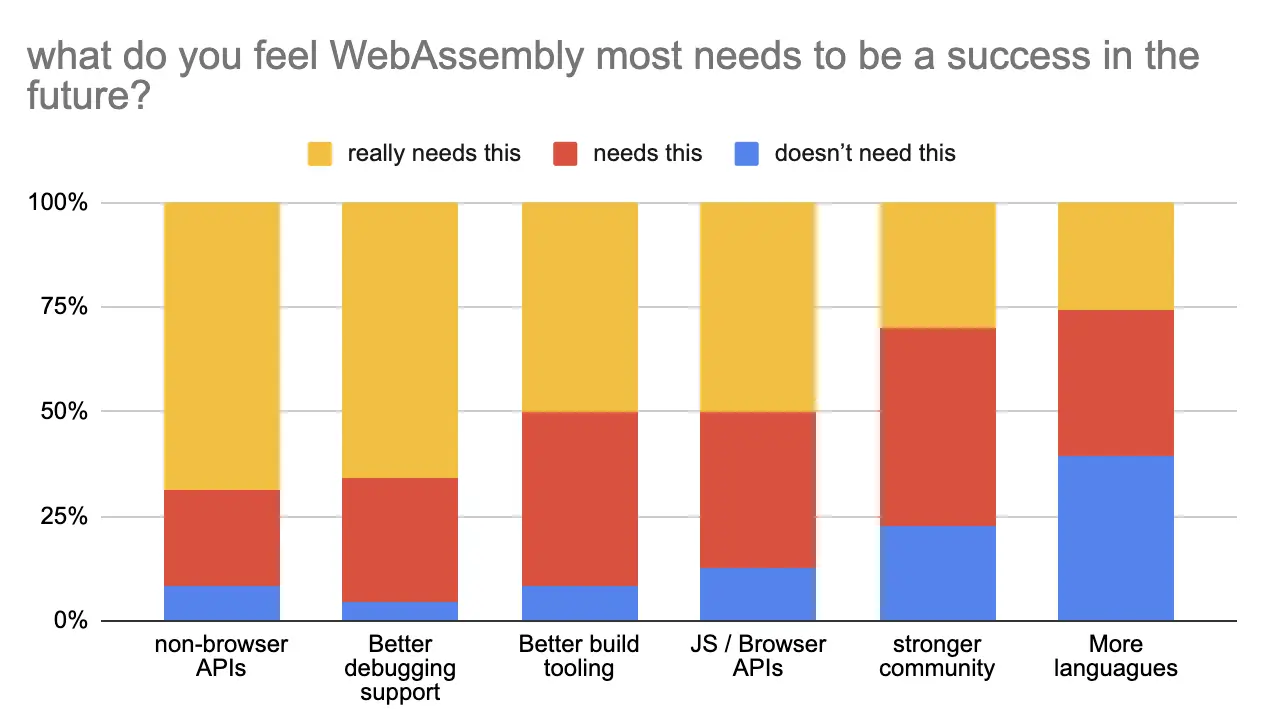 what do you feel WebAssembly most needs to be a success in the
future?
really needs this needs this doesn’t need this
100%
75%
50%
25%
0%
non-browser
APIs
Better
debugging
support
Better build
tooling
JS / Browser
APIs
stronger
community
More
languagues